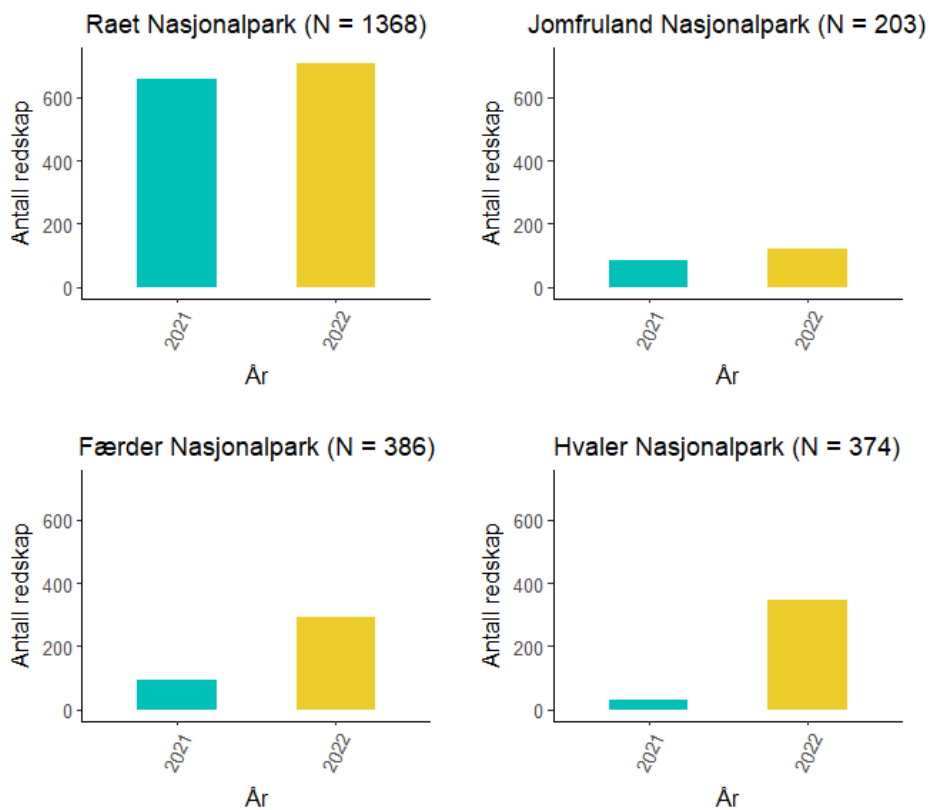 Raet Nasjonalpark (N = 1368)
Antall redskap
600
400
200
0
2021
2022
År
Jomfruland Nasjonalpark (N = 203)
Antall redskap
600
400
200
0
2021
2022
År
Færder Nasjonalpark (N = 386)
Antall redskap
600
400
200
0
2021
2022
År
Hvaler Nasjonalpark (N = 374)
Antall redskap
600
400
200
0
2021
2022
År